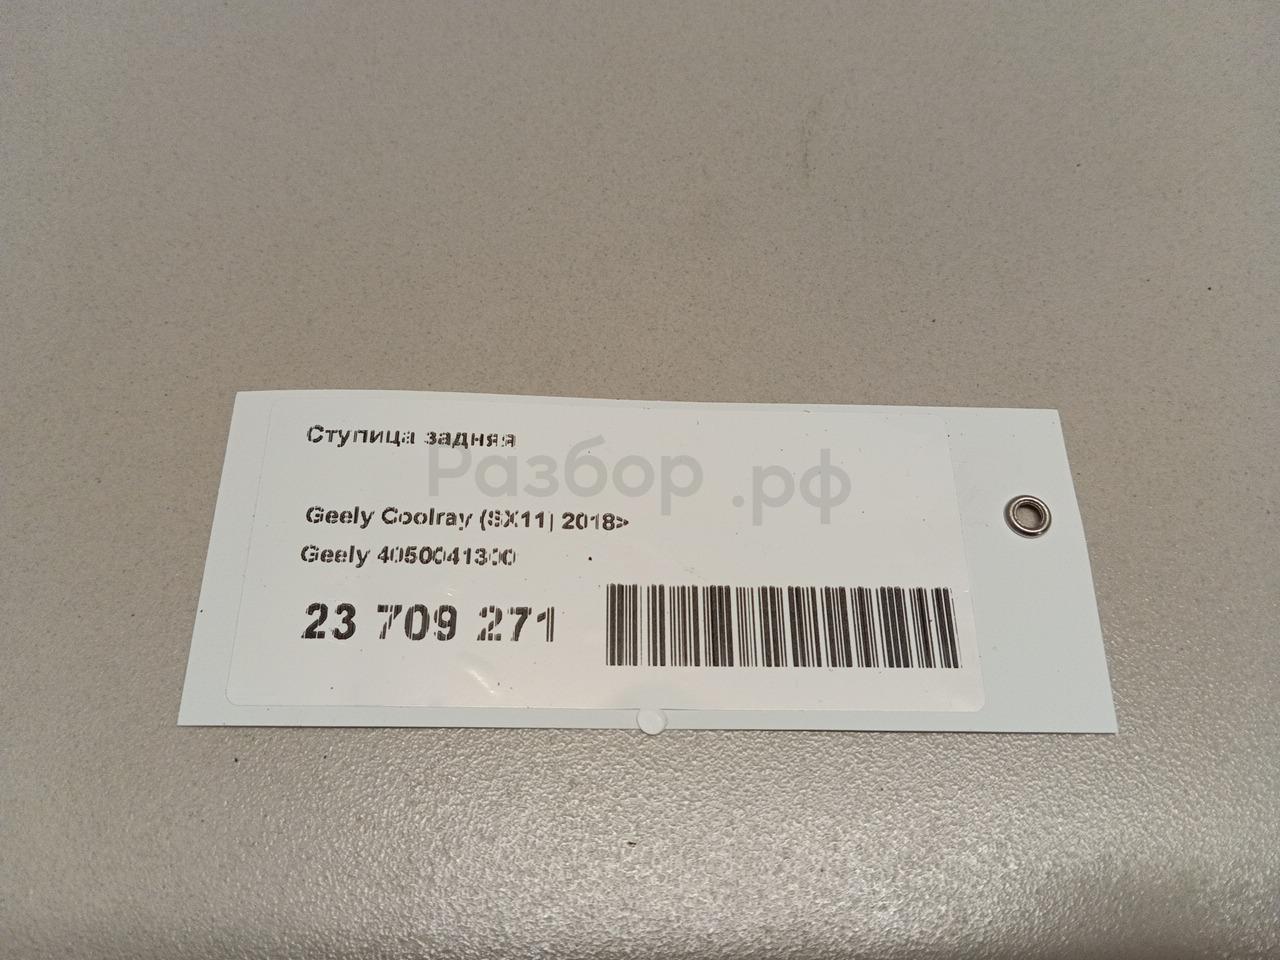 Ступица задняя
Разбор.рф
Geely Coolray (SX11) 2018>
Geely 4050041300
23 709 271